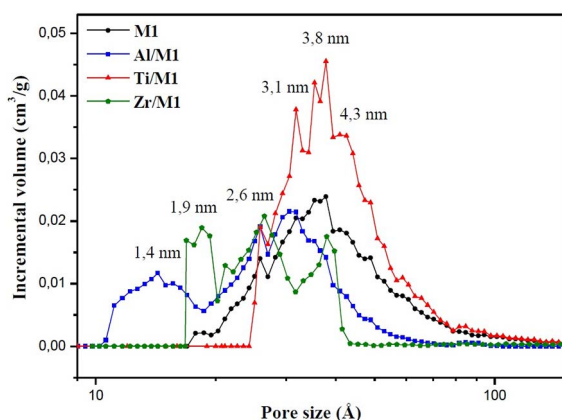 M1
Al/M1
Ti/M1
Zr/M1
3,8 nm
3,1 nm
4,3 nm
2,6 nm
1,9 nm
1,4 nm
0,05
0,04
0,03
0,02
0,01
0,00
Incremental volume (cm³/g)
10
100
Pore size (Å)